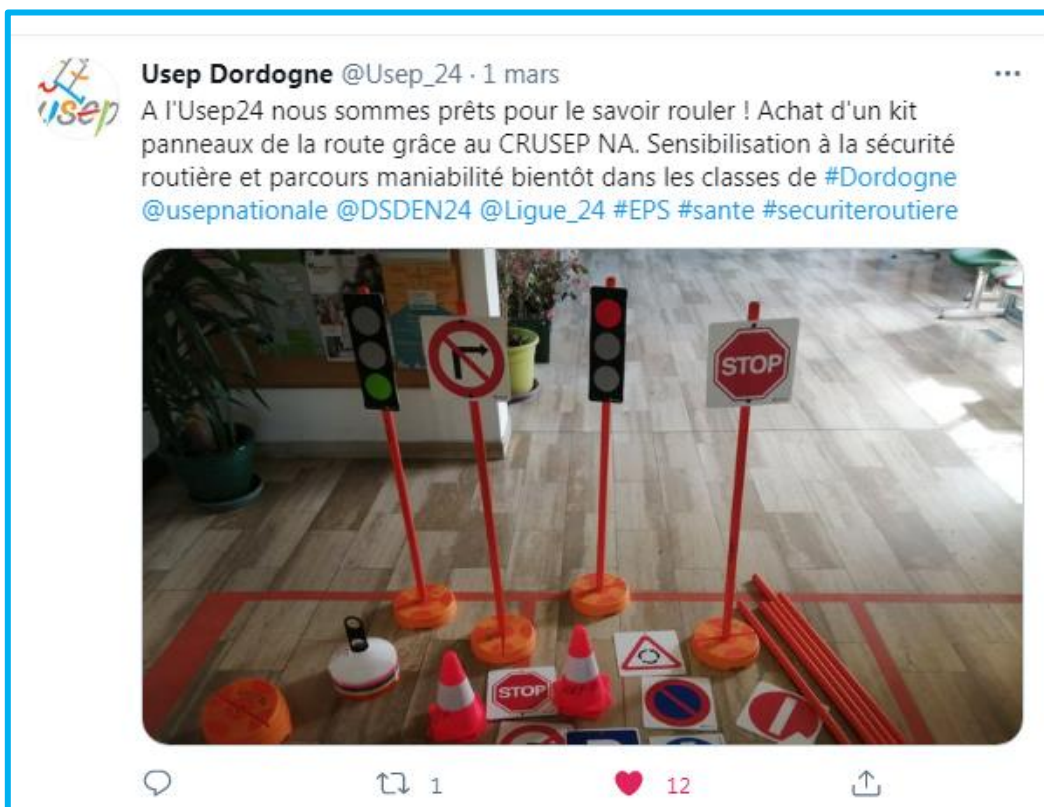 usep
Usep Dordogne @Usep_24 · 1 mars
A l'Usep24 nous sommes prêts pour le savoir rouler ! Achat d'un kit
panneaux de la route grâce au CRUSEP NA. Sensibilisation à la sécurité
routière et parcours maniabilité bientôt dans les classes de #Dordogne
@usepnationale @DSDEN24 @Ligue_24 #EPS #sante #securiteroutiere
STOP
STOP
1
12